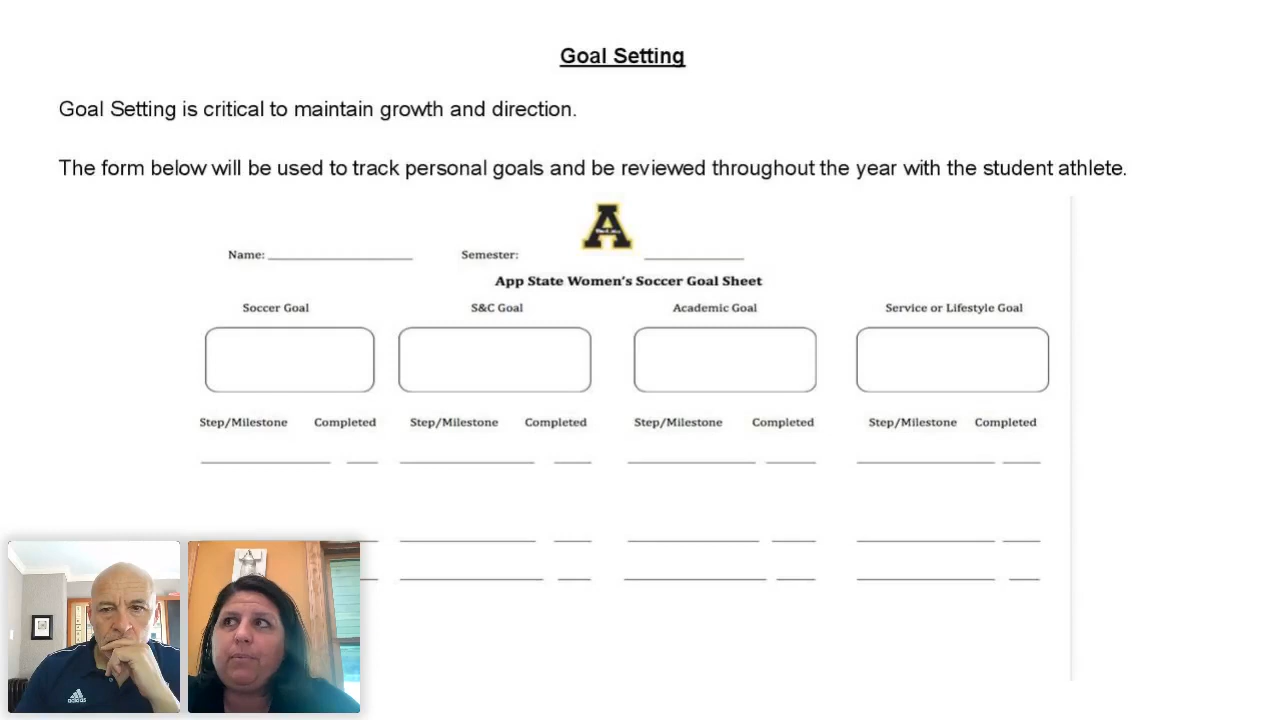 Goal Setting
Goal Setting is critical to maintain growth and direction.
The form below will be used to track personal goals and be reviewed throughout the year with the student athlete.
A
Name: ____________________ Semester: ____________
App State Women's Soccer Goal Sheet
Soccer Goal S&C Goal Academic Goal Service or Lifestyle Goal
Step/Milestone Completed Step/Milestone Completed Step/Milestone Completed Step/Milestone Completed
adidas